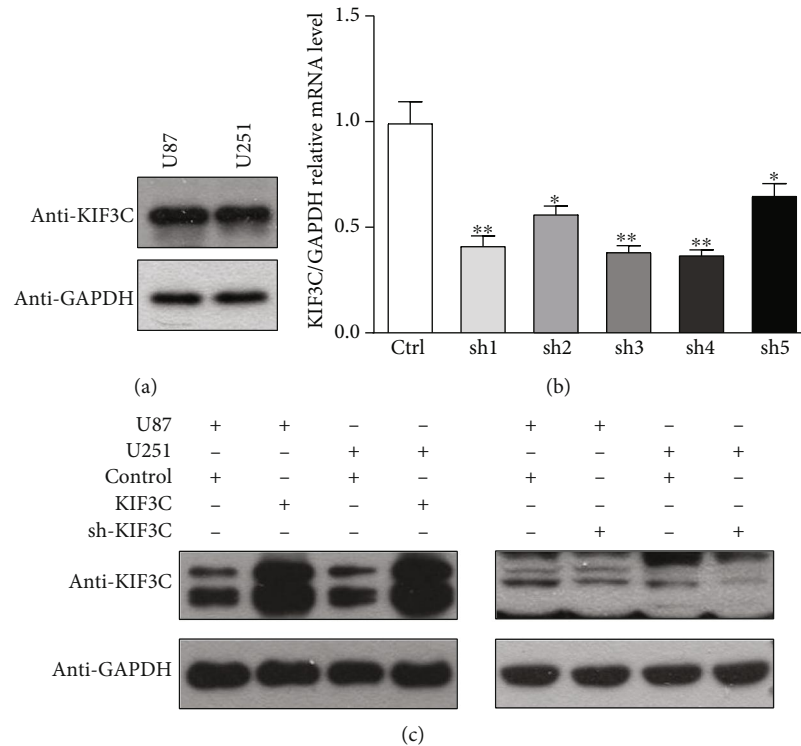 U87
U251
Anti-KIF3C
Anti-GAPDH
(a)
KIF3C/GAPDH relative mRNA level
1.5
1.0
0.5
0.0
** * ** ** *
Ctrl sh1 sh2 sh3 sh4 sh5
(b)
U87 + + – – + + – –
U251 – – + + – – + +
Control + – + – + – + –
KIF3C – + – + – – – –
sh-KIF3C – – – – – + – +
Anti-KIF3C
Anti-GAPDH
(c)